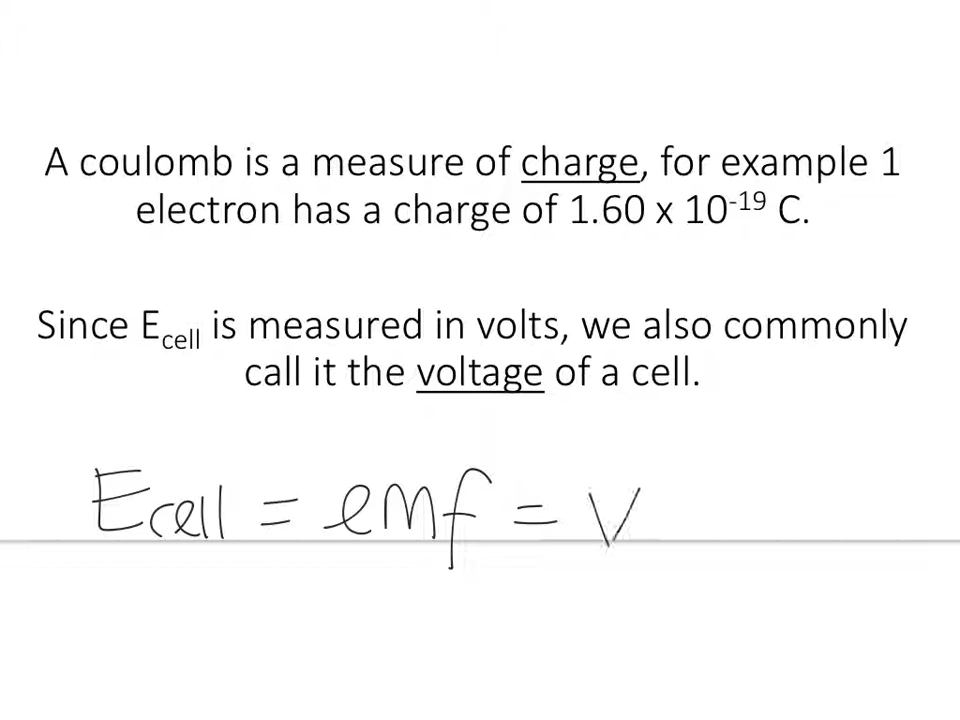 A coulomb is a measure of charge, for example 1
electron has a charge of 1.60 x 10⁻¹⁹ C.
Since E_cell is measured in volts, we also commonly
call it the voltage of a cell.
Ecell = emf = V